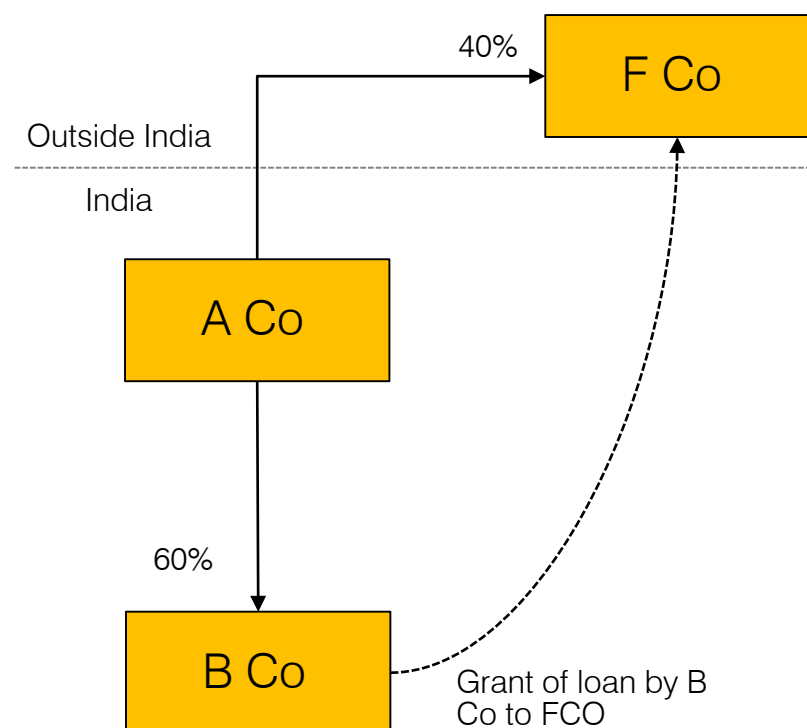 40%
F Co
Outside India
India
A Co
60%
B Co
Grant of loan by B
Co to FCO